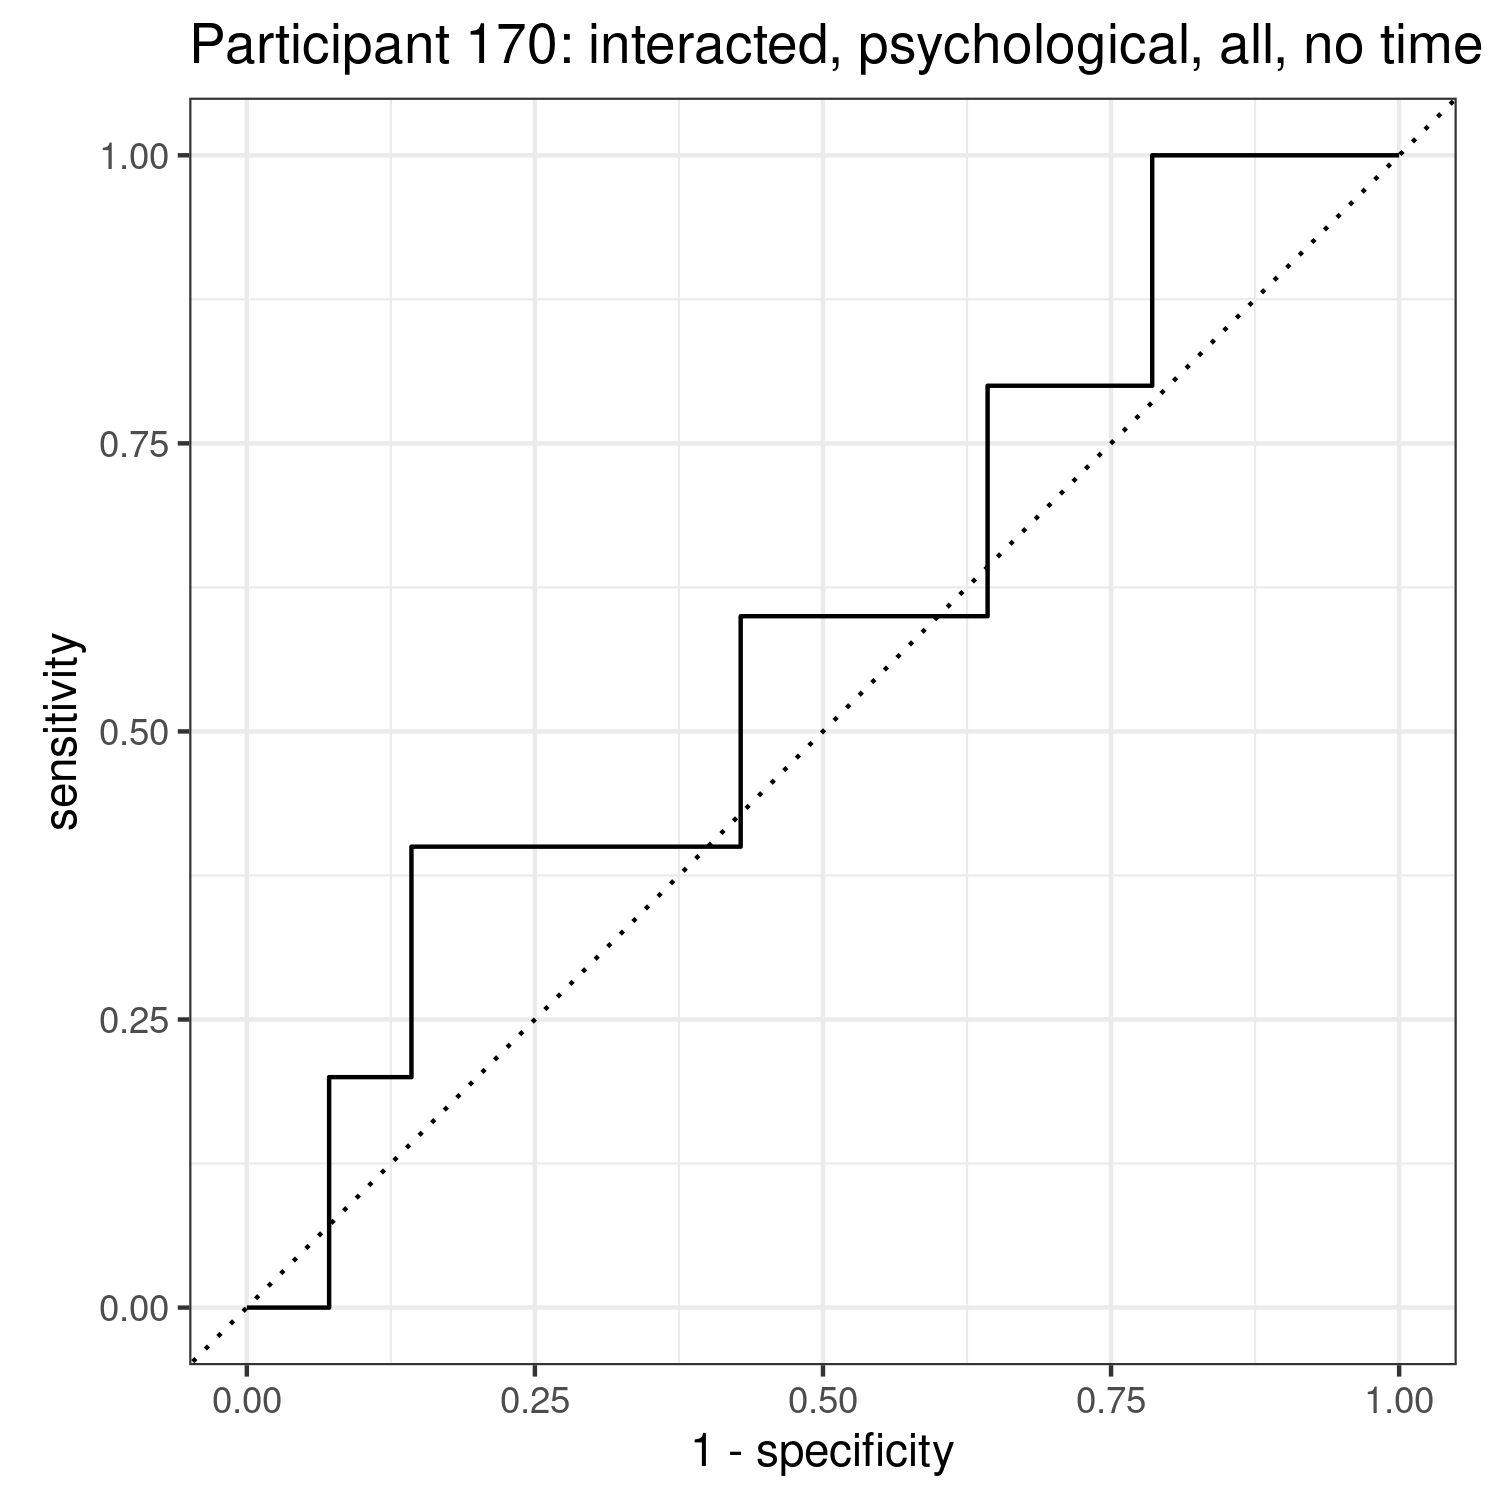 Participant 170: interacted, psychological, all, no time
1.00
0.75
0.50
0.25
0.00
sensitivity
0.00 0.25 0.50 0.75 1.00
1 - specificity